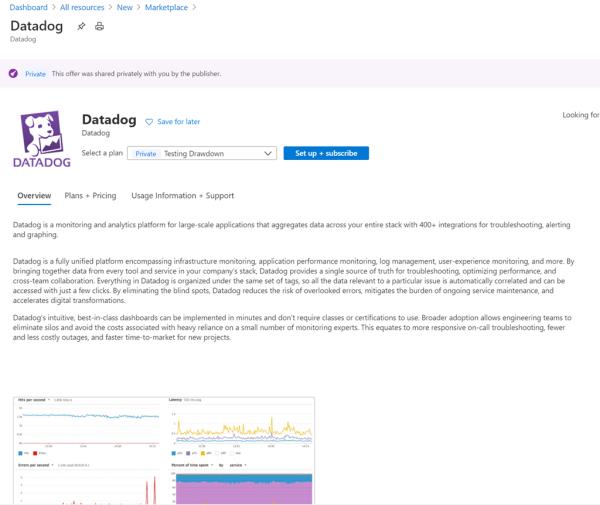 Dashboard > All resources > New > Marketplace >
Datadog
Datadog
Private This offer was shared privately with you by the publisher.
Looking for
Datadog
Save for later
Datadog
Select a plan Private Testing Drawdown
Set up + subscribe
DATADOG
Overview Plans + Pricing Usage Information + Support
Datadog is a monitoring and analytics platform for large-scale applications that aggregates data across your entire stack with 400+ integrations for troubleshooting, alerting
and graphing.
Datadog is a fully unified platform encompassing infrastructure monitoring, application performance monitoring, log management, user-experience monitoring, and more. By
bringing together data from every tool and service in your company's stack, Datadog provides a single source of truth for troubleshooting, optimizing performance, and
cross-team collaboration. Everything in Datadog is organized under the same set of tags, so all the data relevant to a particular issue is automatically correlated and can be
accessed with just a few clicks. By eliminating the blind spots, Datadog reduces the risk of overlooked errors, mitigates the burden of ongoing service maintenance, and
accelerates digital transformations.
Datadog's intuitive, best-in-class dashboards can be implemented in minutes and don't require classes or certifications to use. Broader adoption allows engineering teams to
eliminate silos and avoid the costs associated with heavy reliance on a small number of monitoring experts. This equates to more responsive on-call troubleshooting, fewer
and less costly outages, and faster time-to-market for new projects.
Hits per second
Latency
Errors per second
Percent of time spent by service